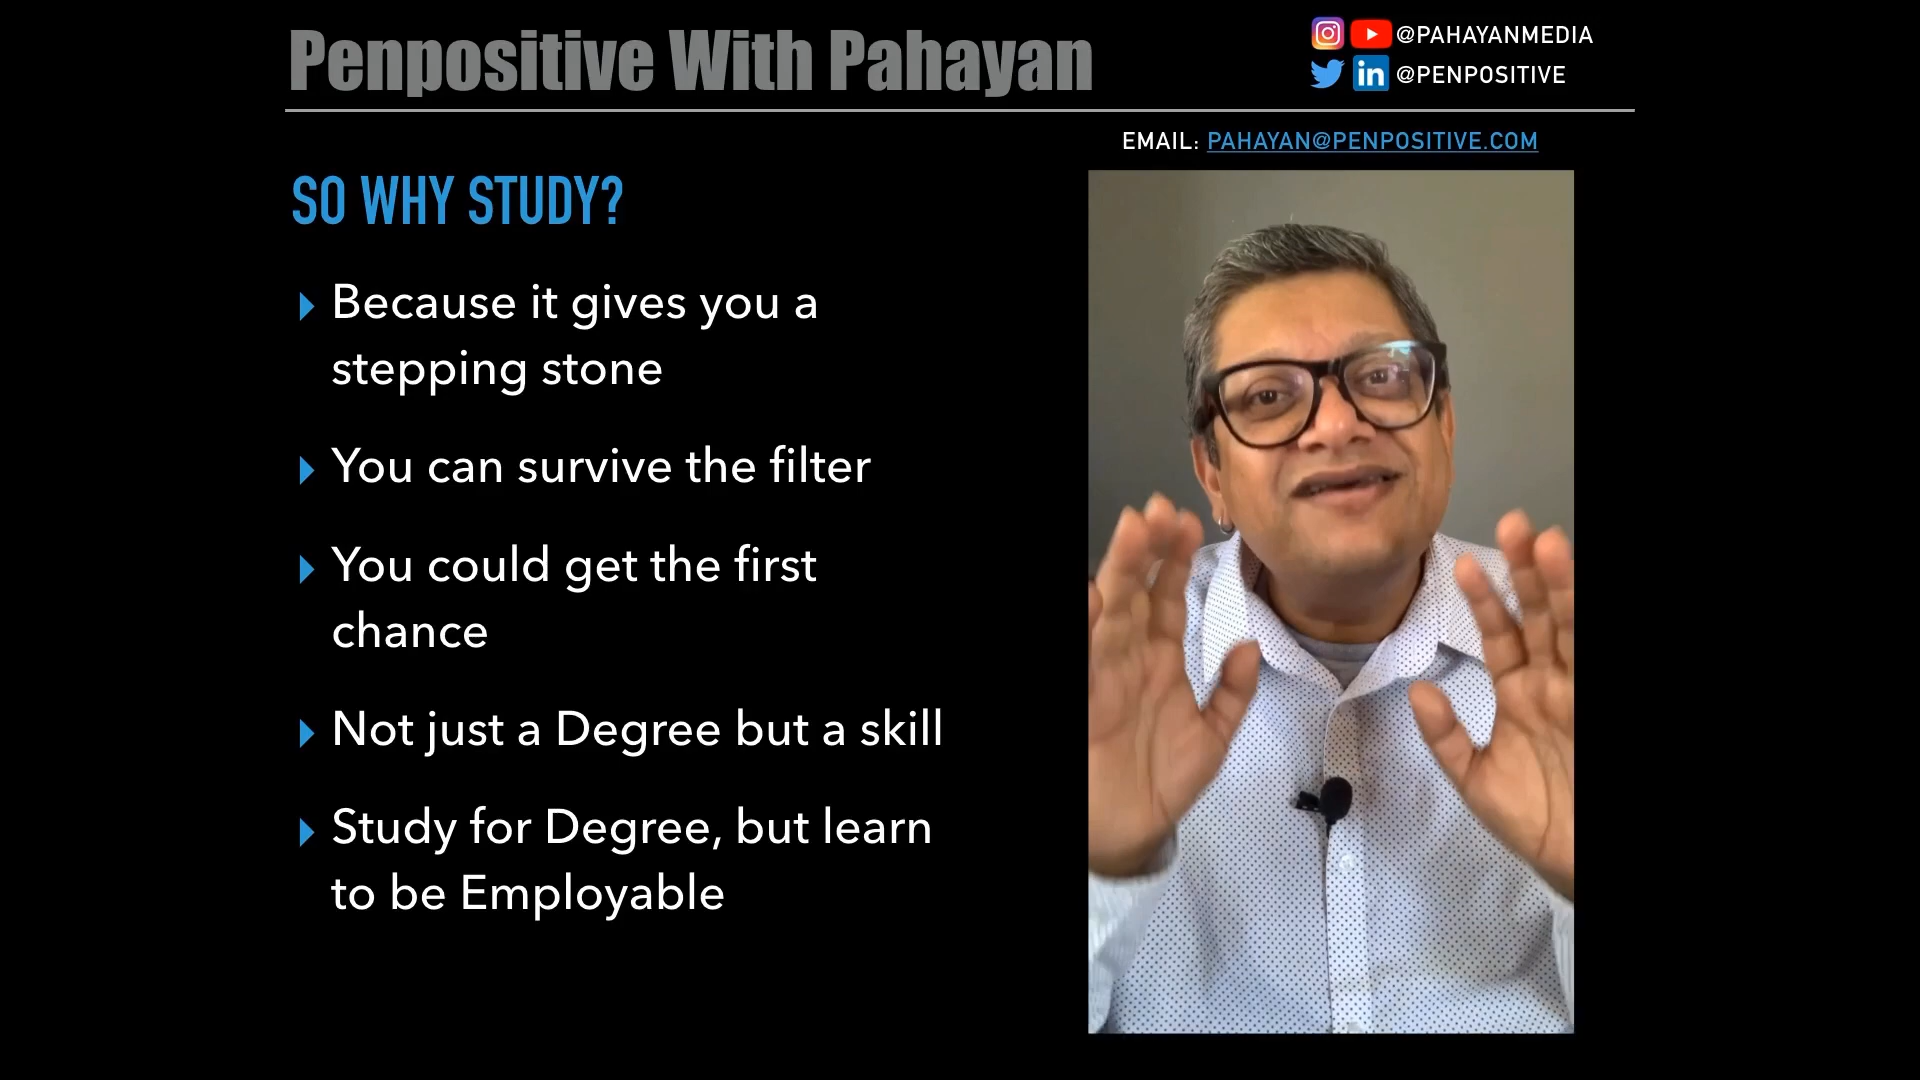 Penpositive With Pahayan
@PAHAYANMEDIA
@PENPOSITIVE
EMAIL: PAHAYAN@PENPOSITIVE.COM
SO WHY STUDY?
Because it gives you a
stepping stone
You can survive the filter
You could get the first
chance
Not just a Degree but a skill
Study for Degree, but learn
to be Employable